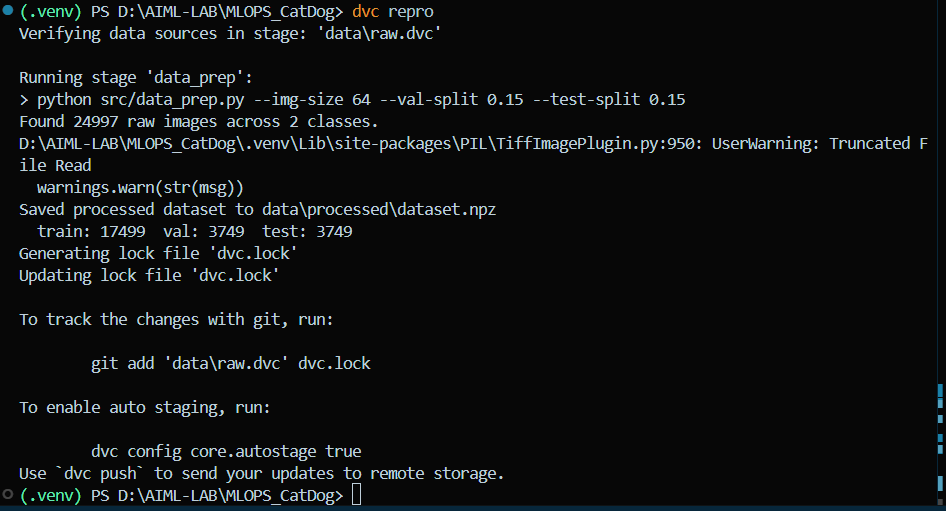 (.venv) PS D:\AIML-LAB\MLOPS_CatDog> dvc repro
Verifying data sources in stage: 'data\raw.dvc'
Running stage 'data_prep':
> python src/data_prep.py --img-size 64 --val-split 0.15 --test-split 0.15
Found 24997 raw images across 2 classes.
D:\AIML-LAB\MLOPS_CatDog\.venv\Lib\site-packages\PIL\TiffImagePlugin.py:950: UserWarning: Truncated F
ile Read
  warnings.warn(str(msg))
Saved processed dataset to data\processed\dataset.npz
  train: 17499  val: 3749  test: 3749
Generating lock file 'dvc.lock'
Updating lock file 'dvc.lock'
To track the changes with git, run:
        git add 'data\raw.dvc' dvc.lock
To enable auto staging, run:
        dvc config core.autostage true
Use `dvc push` to send your updates to remote storage.
(.venv) PS D:\AIML-LAB\MLOPS_CatDog>